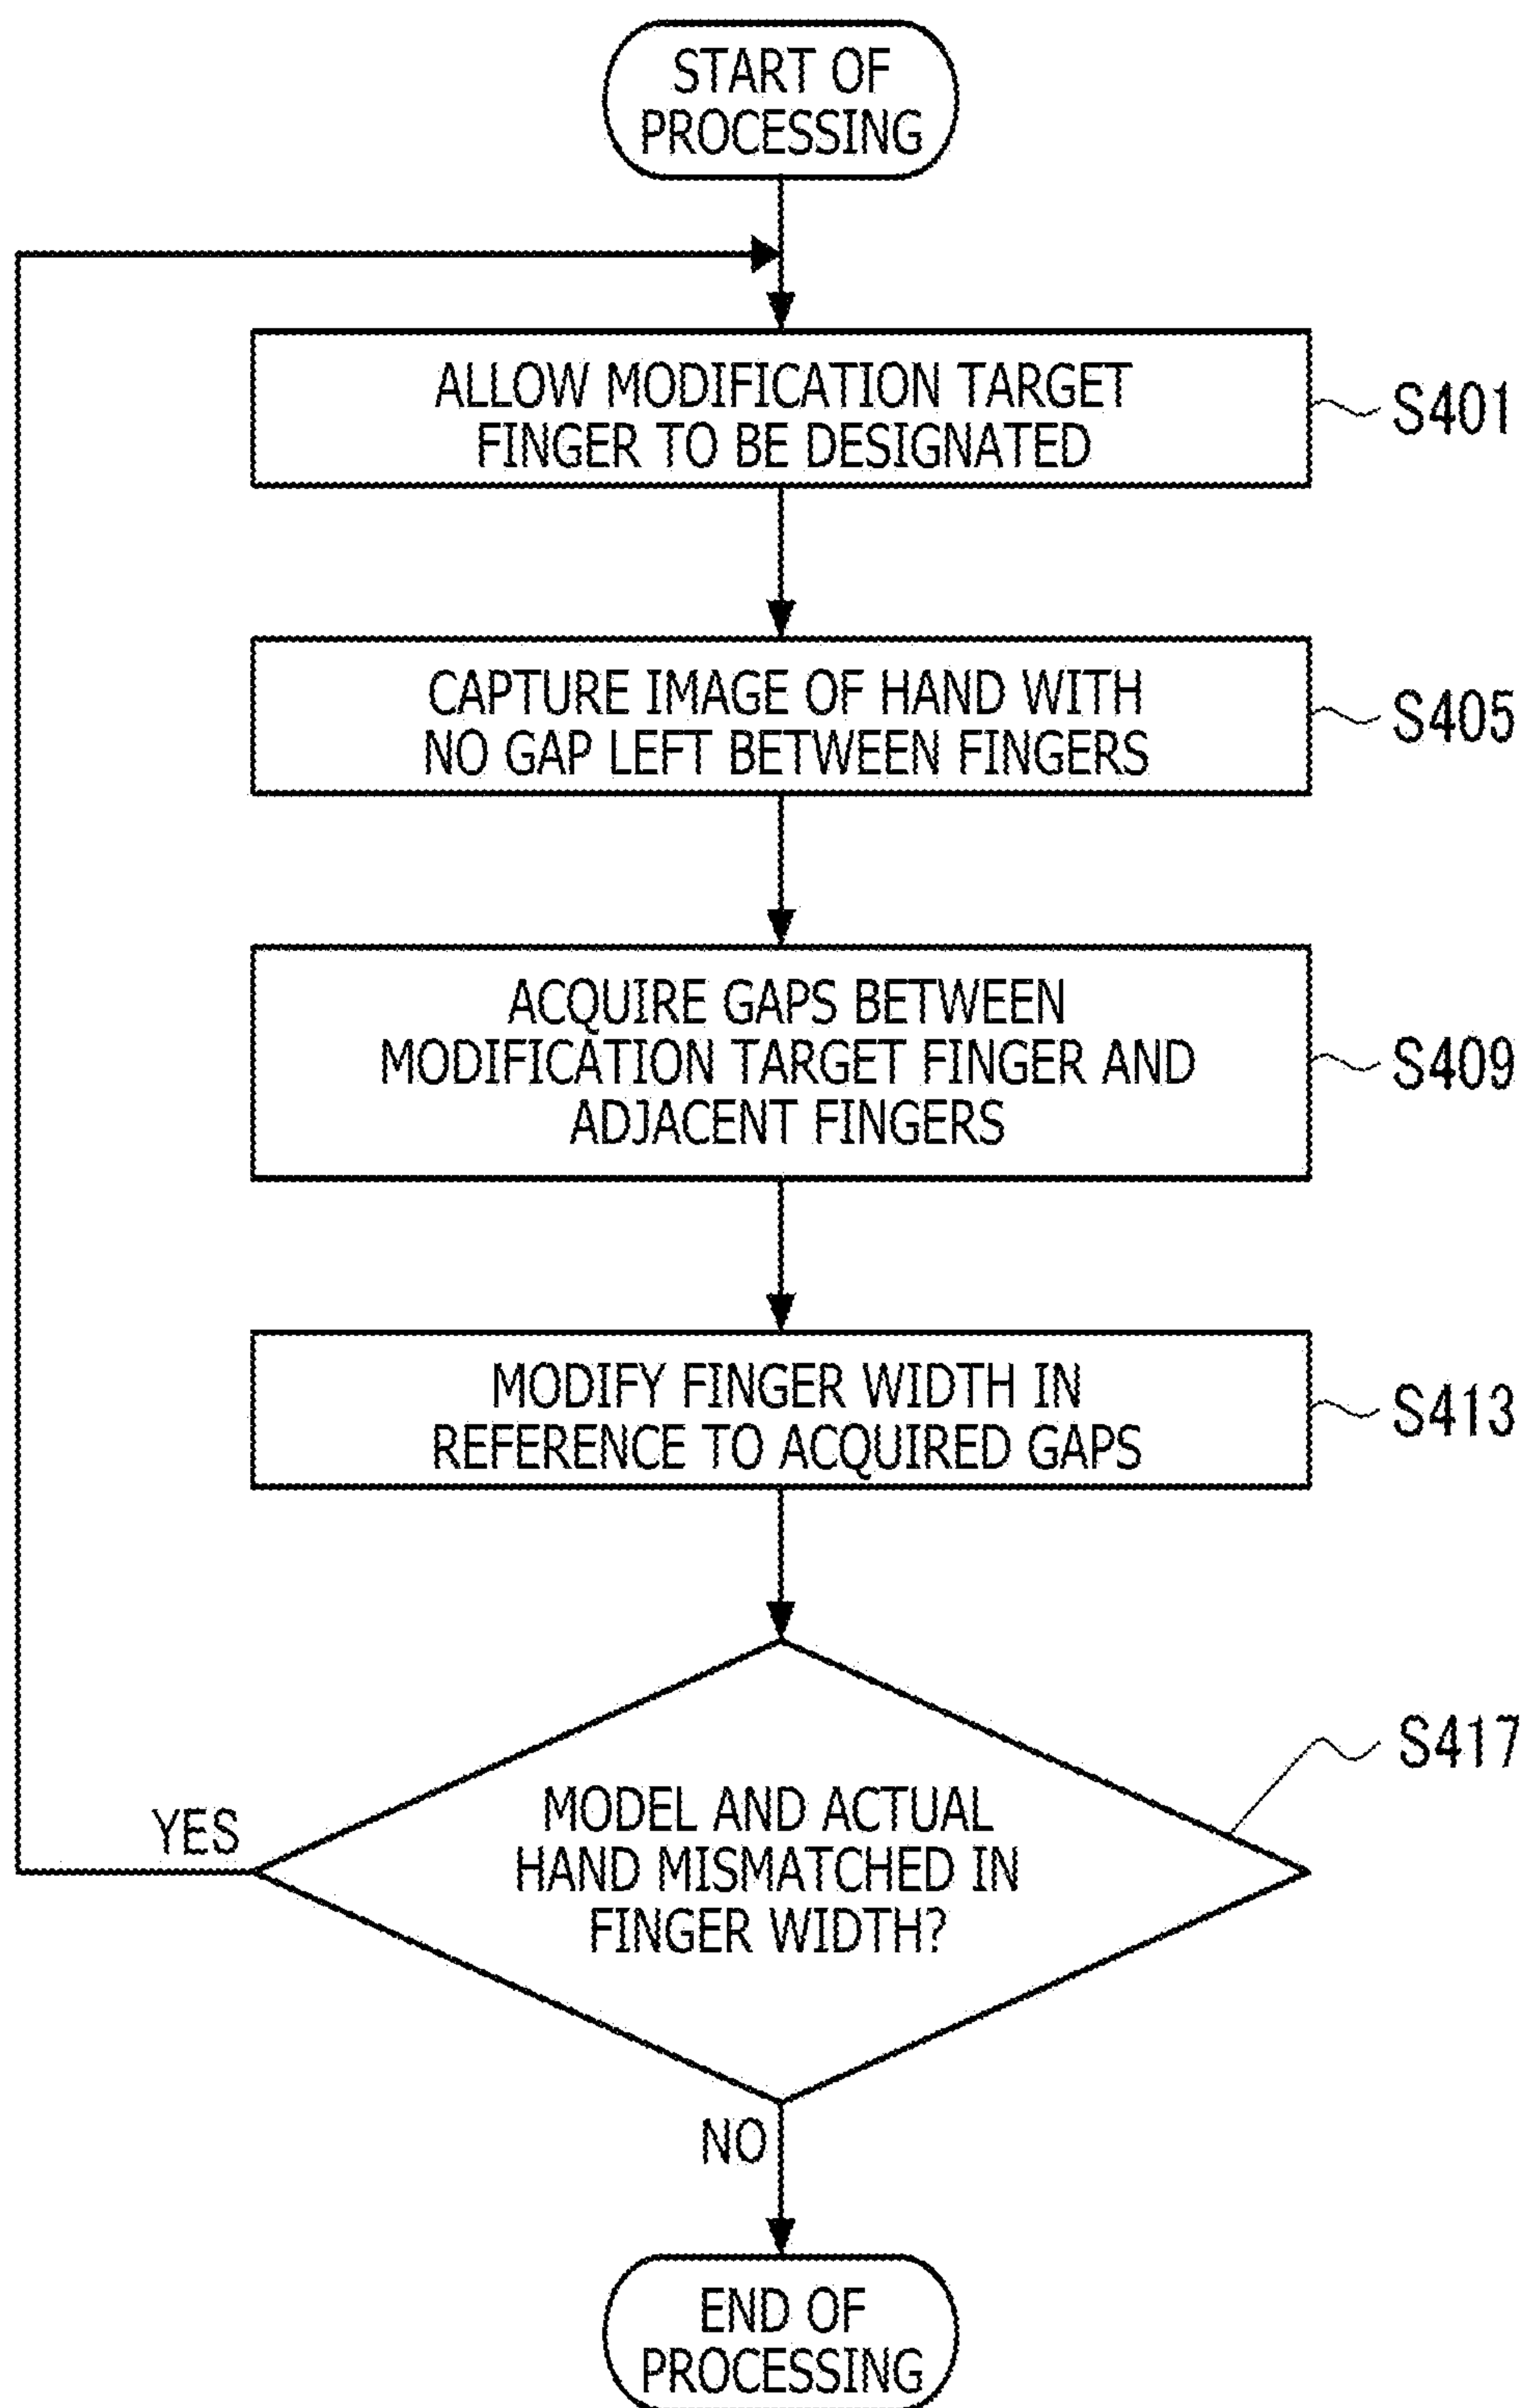 START OF
PROCESSING
ALLOW MODIFICATION TARGET
FINGER TO BE DESIGNATED
S401
CAPTURE IMAGE OF HAND WITH
NO GAP LEFT BETWEEN FINGERS
S405
ACQUIRE GAPS BETWEEN
MODIFICATION TARGET FINGER AND
ADJACENT FINGERS
S409
MODIFY FINGER WIDTH IN
REFERENCE TO ACQUIRED GAPS
S413
S417
MODEL AND ACTUAL
HAND MISMATCHED IN
FINGER WIDTH?
YES
NO
END OF
PROCESSING